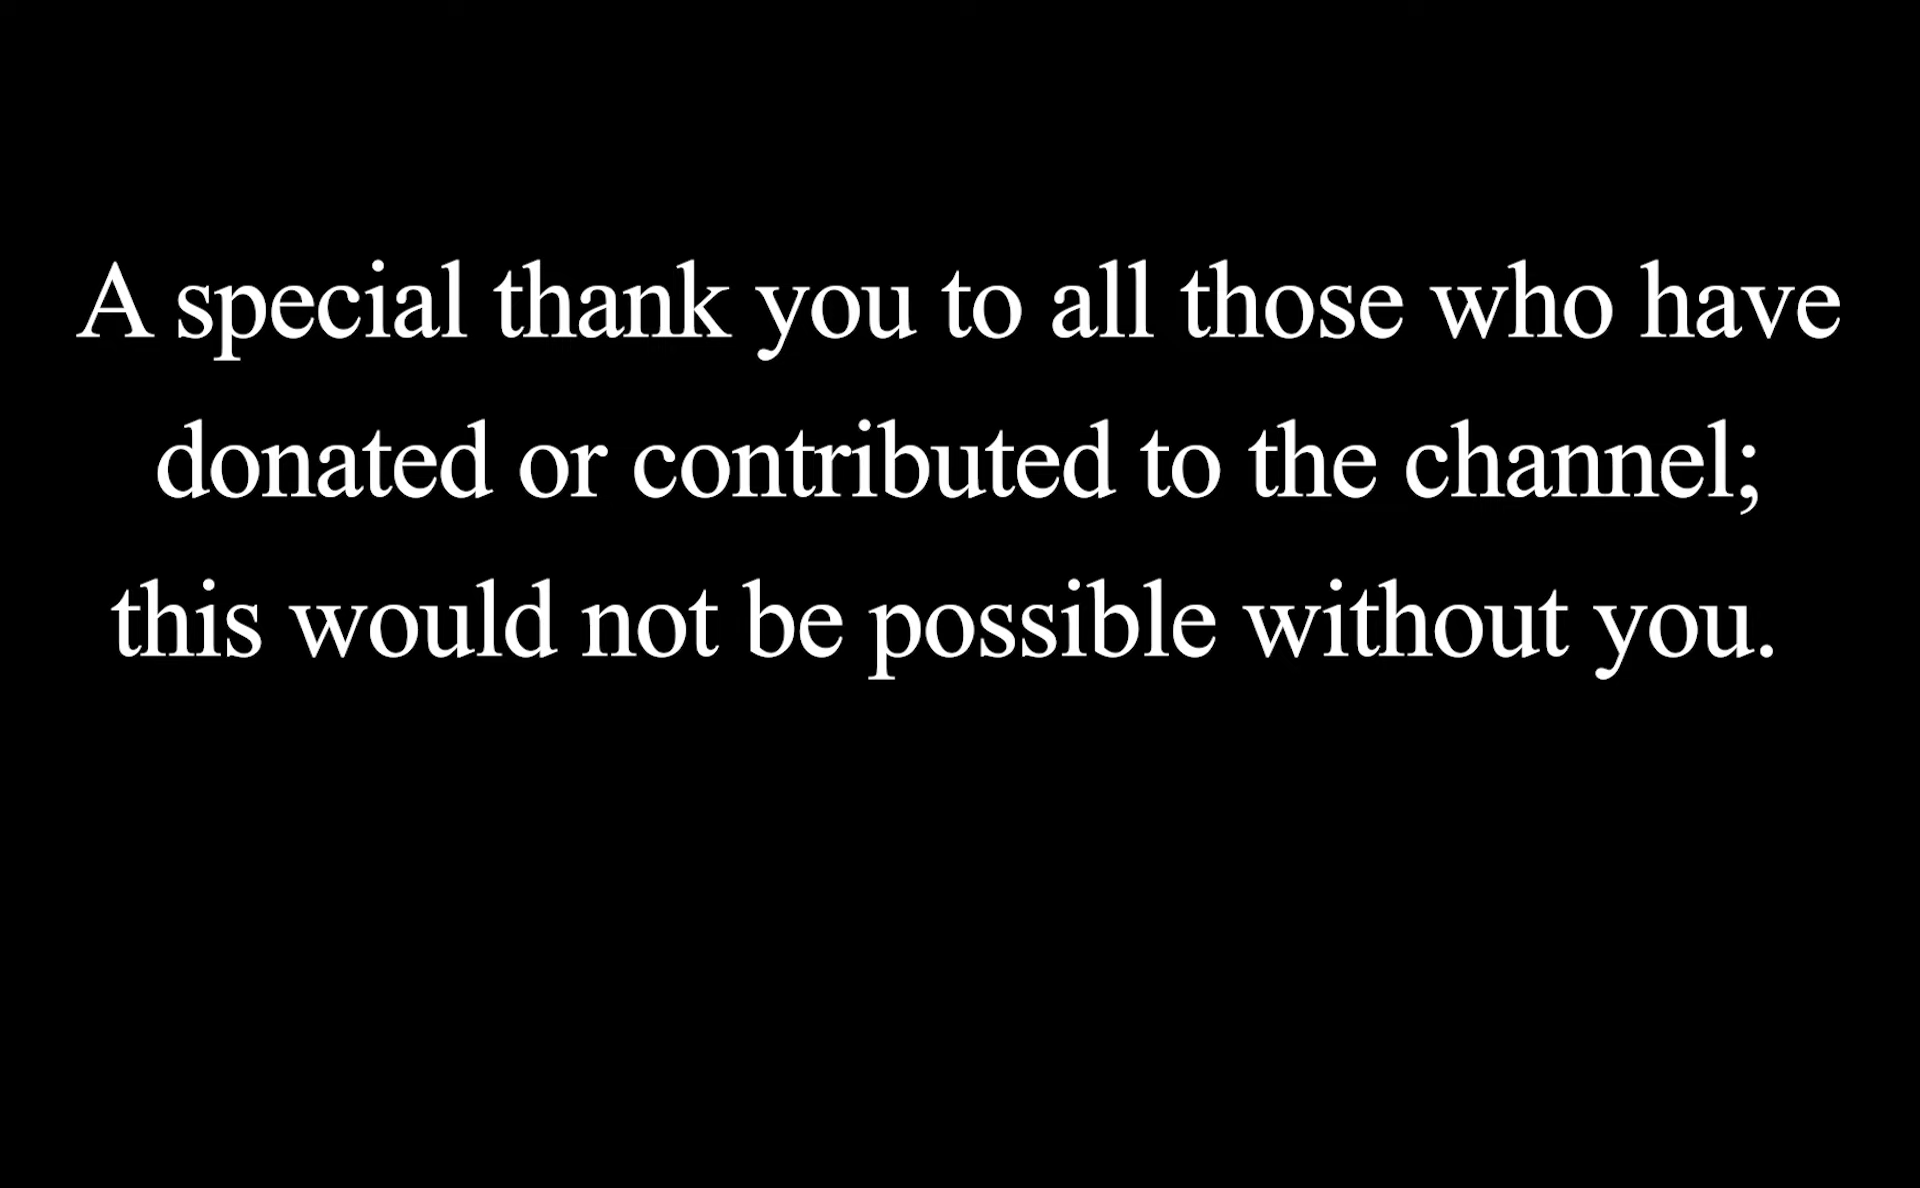 A special thank you to all those who have
donated or contributed to the channel;
this would not be possible without you.